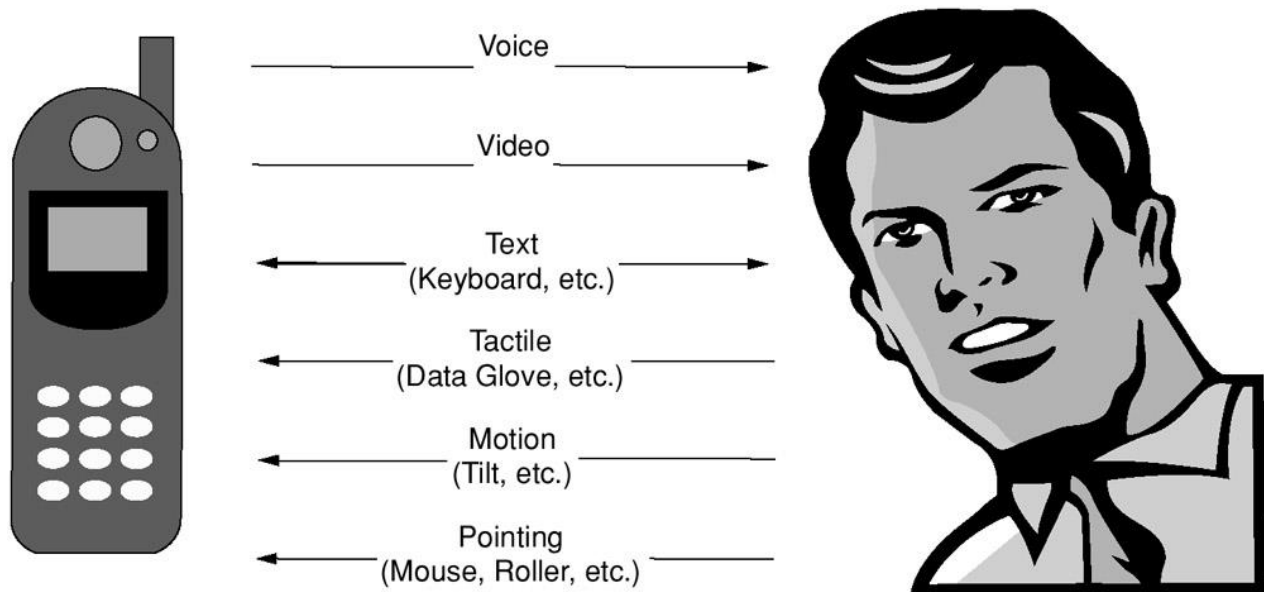 Voice
Video
Text
(Keyboard, etc.)
Tactile
(Data Glove, etc.)
Motion
(Tilt, etc.)
Pointing
(Mouse, Roller, etc.)